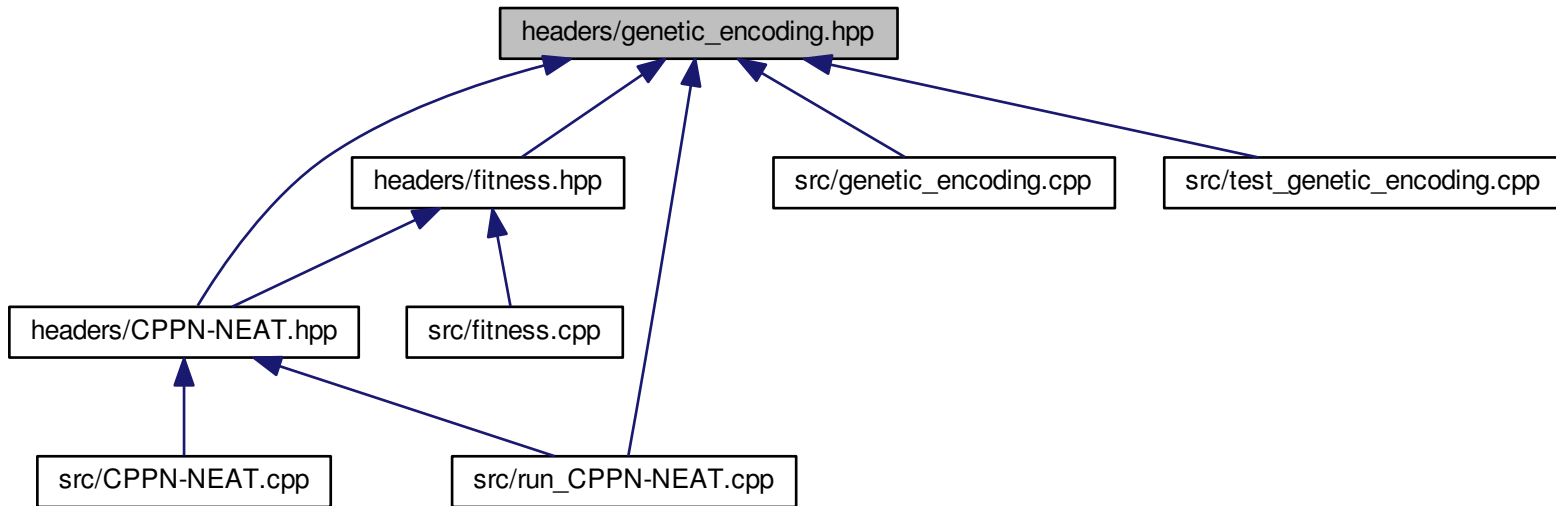 headers/genetic_encoding.hpp
headers/fitness.hpp
src/genetic_encoding.cpp
src/test_genetic_encoding.cpp
headers/CPPN-NEAT.hpp
src/fitness.cpp
src/CPPN-NEAT.cpp
src/run_CPPN-NEAT.cpp